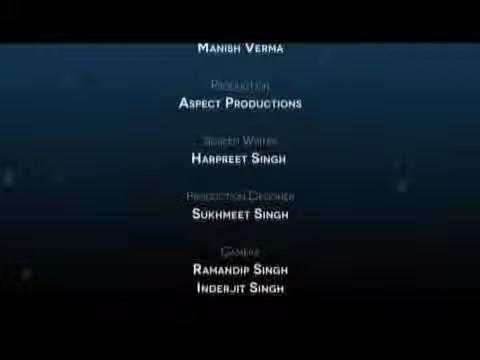 Manish Verma
Production
Aspect Productions
Screen Writer
Harpreet Singh
Production Designer
Sukhmeet Singh
Camera
Ramandip Singh
Inderjit Singh